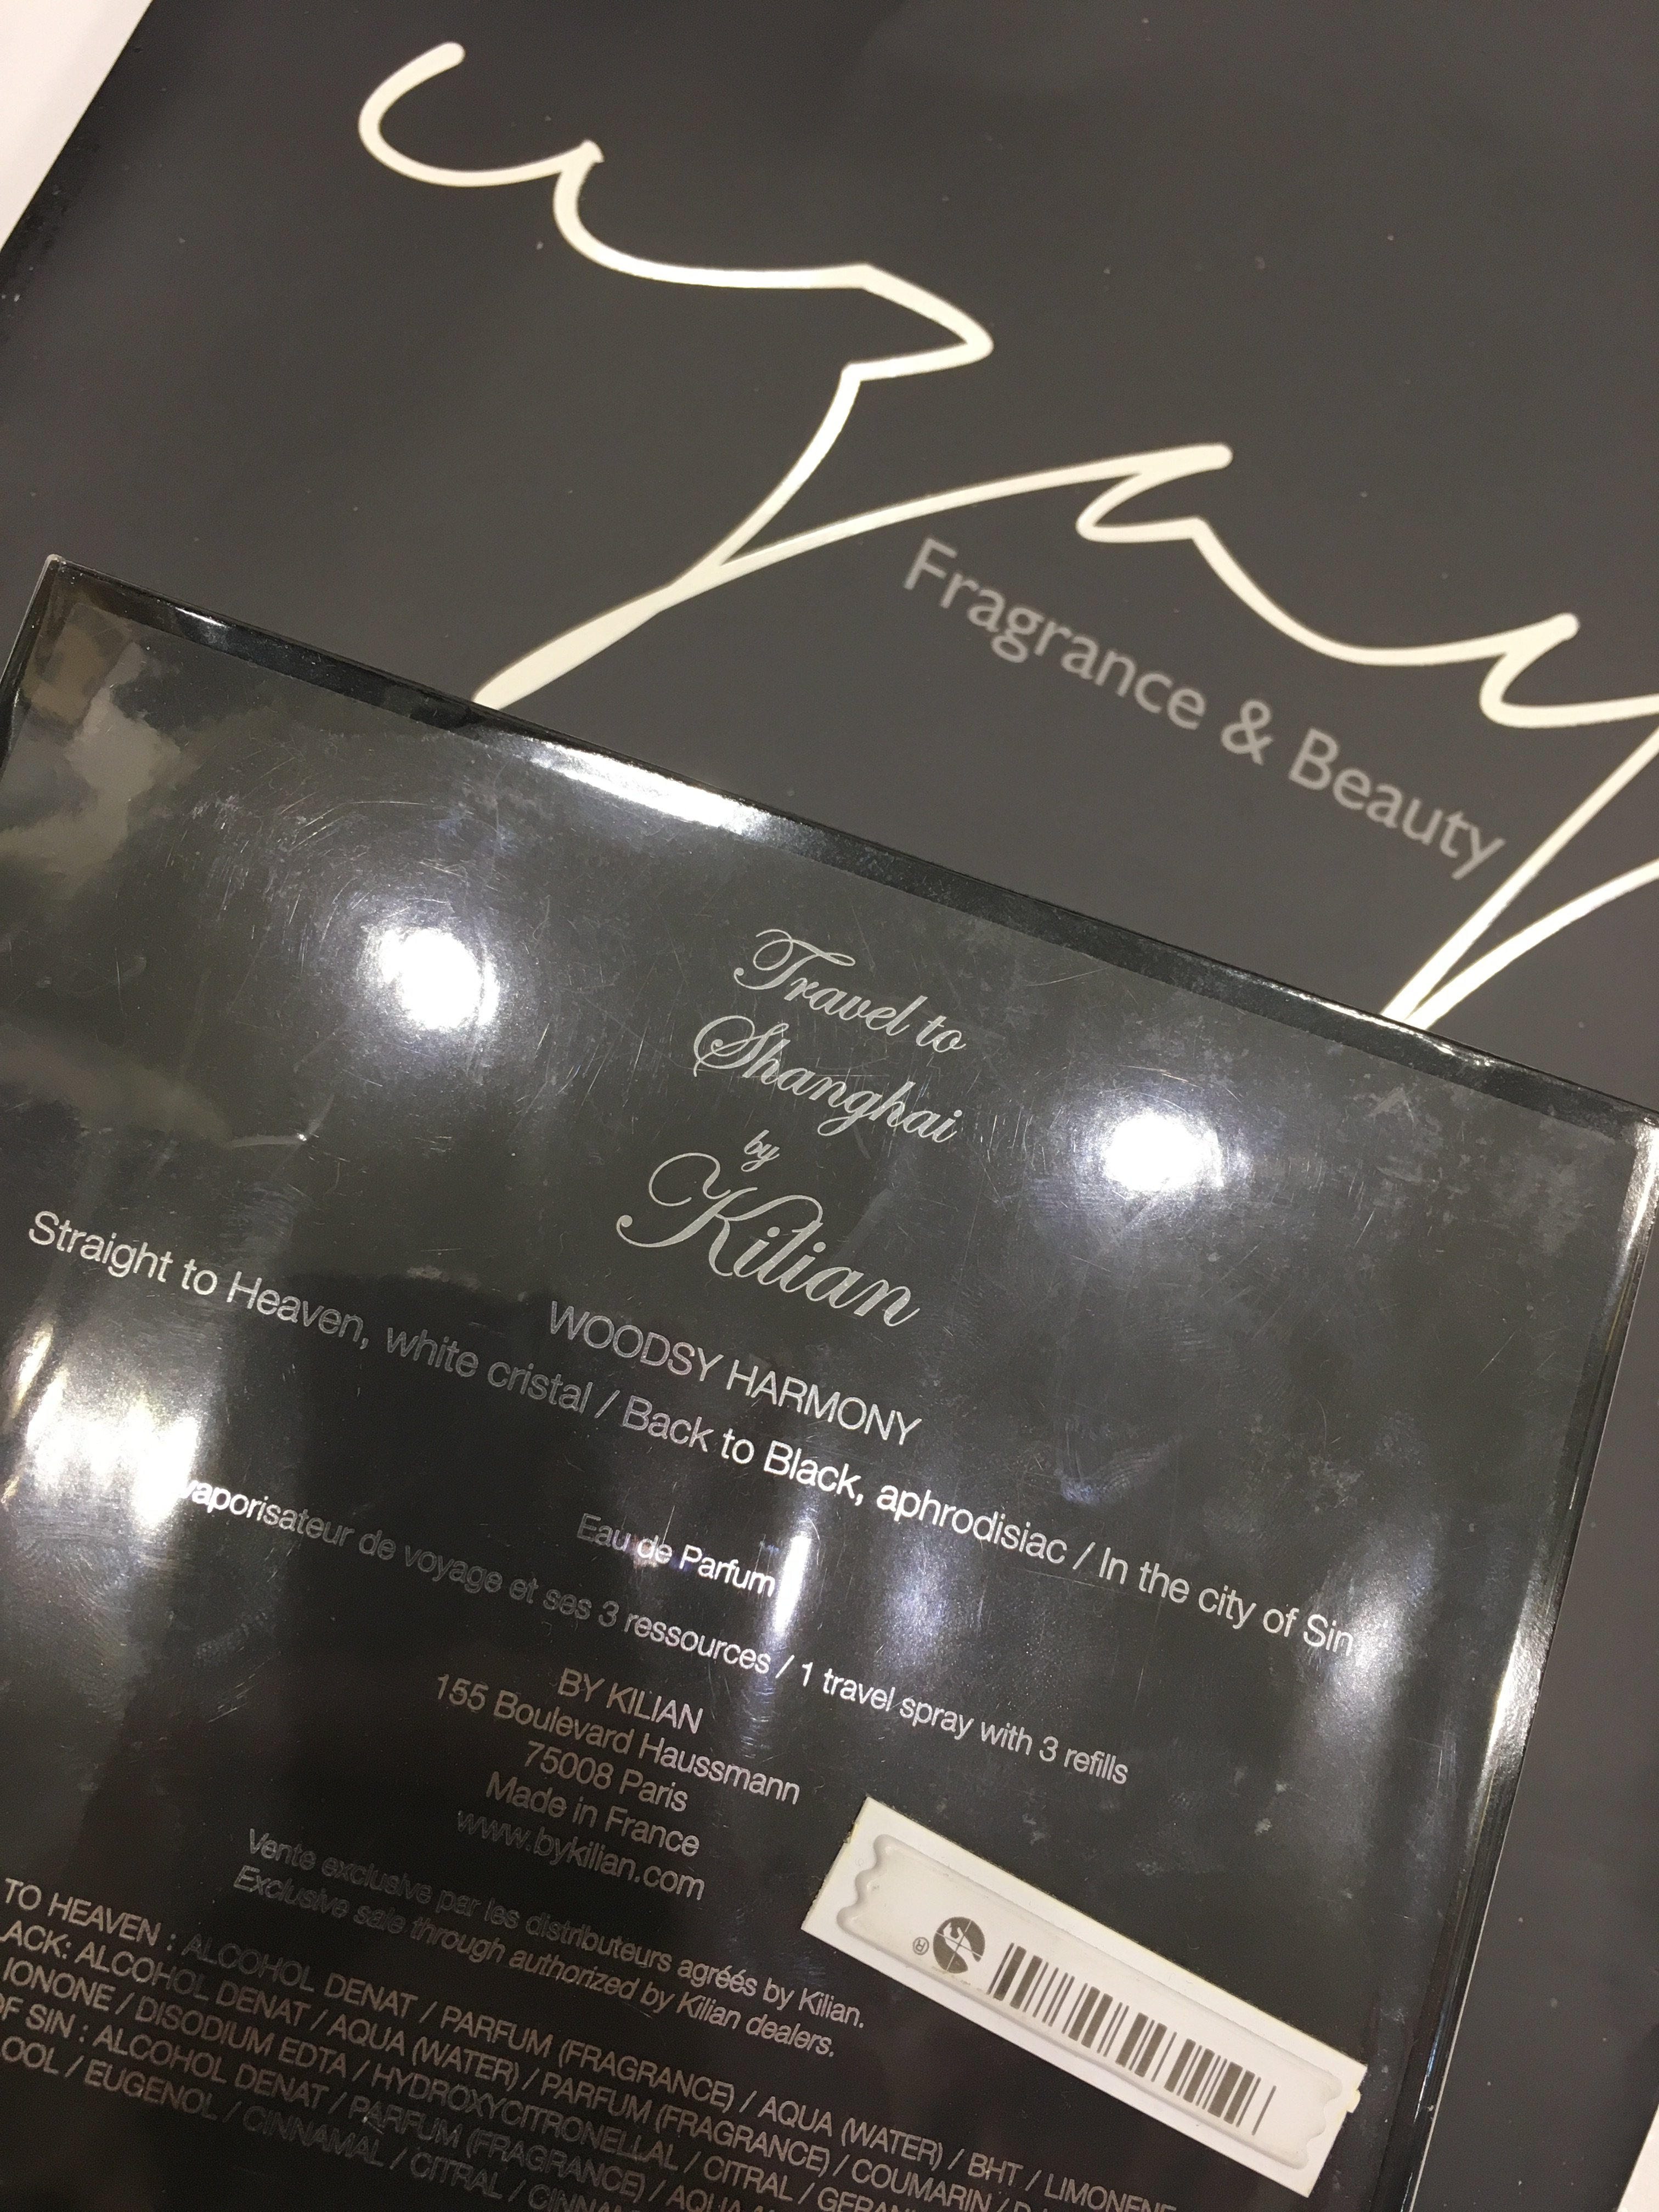 Fragrance & Beauty
Travel to
Shanghai
by
Kilian
WOODSY HARMONY
Straight to Heaven, white cristal / Back to Black, aphrodisiac / In the city of Sin
Eau de Parfum
vaporisateur de voyage et ses 3 ressources / 1 travel spray with 3 refills
BY KILIAN
155 Boulevard Haussmann
75008 Paris
Made in France
www.bykilian.com
Vente exclusive par les distributeurs agréés by Kilian.
Exclusive sale through authorized by Kilian dealers.
TO HEAVEN : ALCOHOL DENAT / PARFUM (FRAGRANCE) / AQUA (WATER) / BHT / LIMONENE
ACK: ALCOHOL DENAT / AQUA (WATER) / PARFUM (FRAGRANCE) / COUMARIN /
IONONE / DISODIUM EDTA / HYDROXYCITRONELLAL / CITRAL /
OF SIN : ALCOHOL DENAT / PARFUM (FRAGRANCE) / AQUA
OOL / EUGENOL / CINNAMAL / CITRAL /